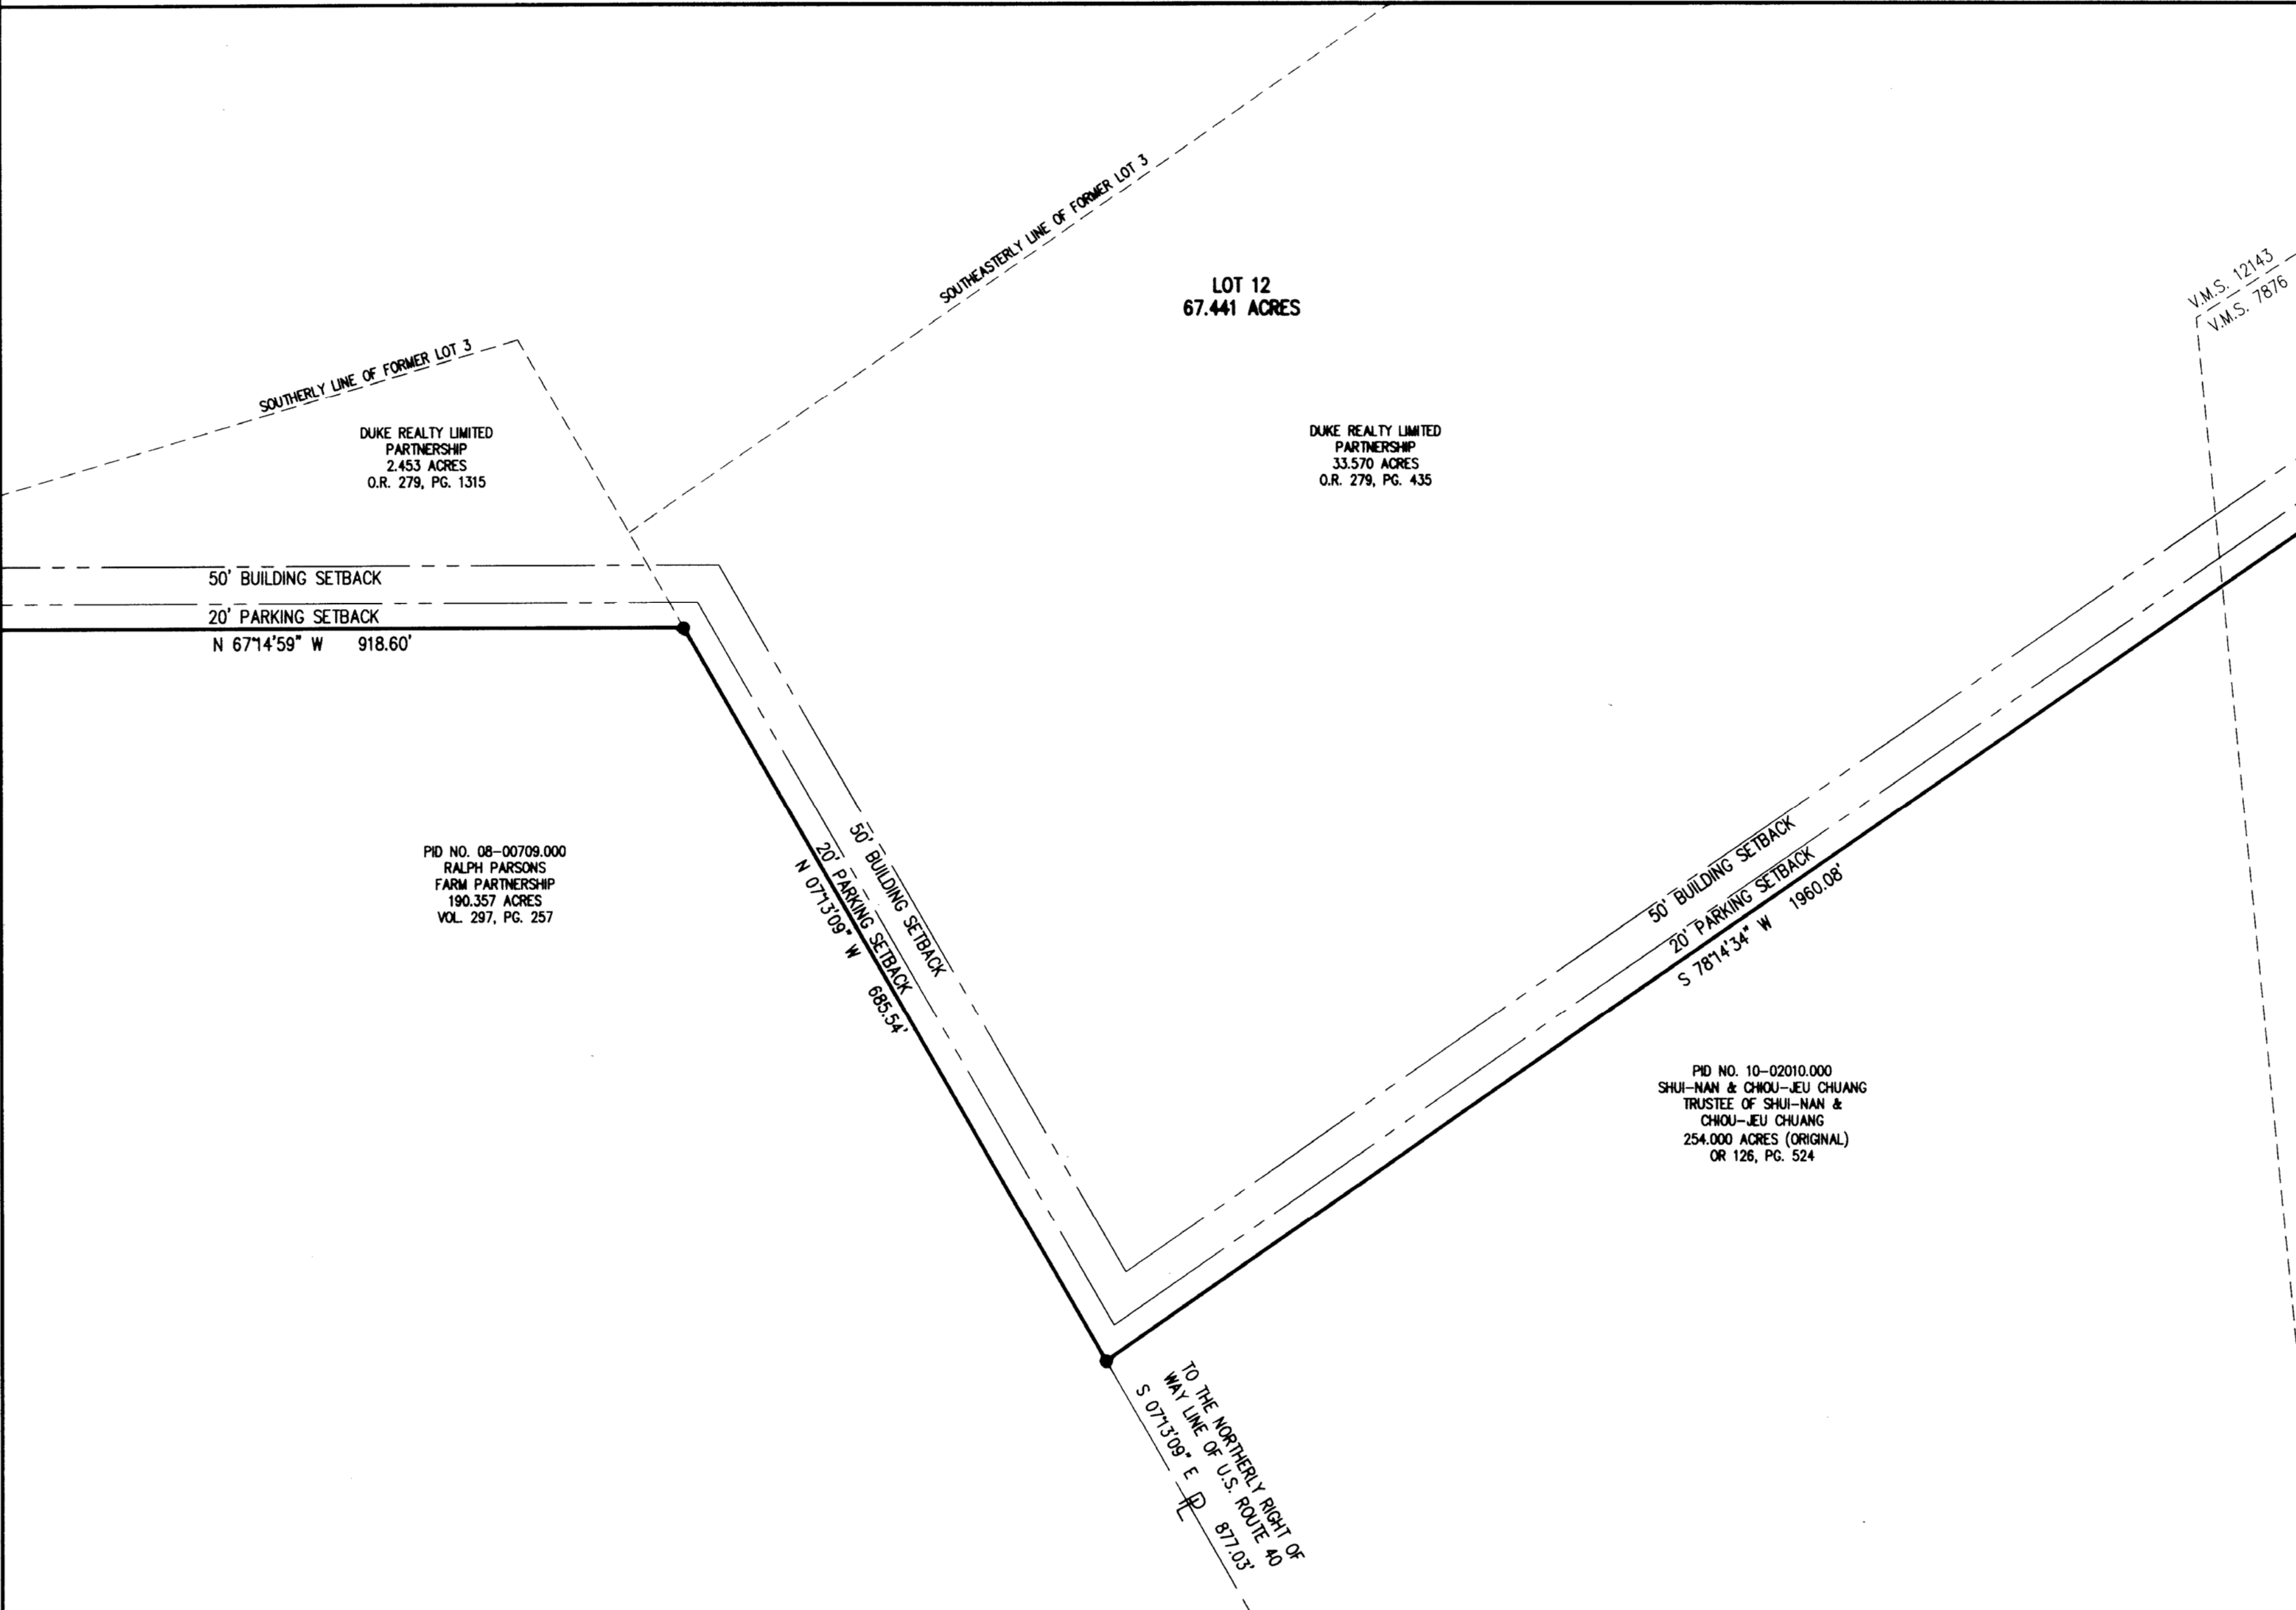 SOUTHEASTERLY LINE OF FORMER LOT 3
LOT 12
67.441 ACRES
V.M.S. 12143
V.M.S. 7876
SOUTHERLY LINE OF FORMER LOT 3
DUKE REALTY LIMITED
PARTNERSHIP
2.453 ACRES
O.R. 279, PG. 1315
DUKE REALTY LIMITED
PARTNERSHIP
33.570 ACRES
O.R. 279, PG. 435
50' BUILDING SETBACK
20' PARKING SETBACK
N 67°14'59" W 918.60'
50' BUILDING SETBACK
20' PARKING SETBACK
N 07°13'09" W 685.54'
PID NO. 08-00709.000
RALPH PARSONS
FARM PARTNERSHIP
190.357 ACRES
VOL. 297, PG. 257
50' BUILDING SETBACK
20' PARKING SETBACK
S 78°14'34" W 1960.08'
PID NO. 10-02010.000
SHUI-NAN & CHIOU-JEU CHUANG
TRUSTEE OF SHUI-NAN &
CHIOU-JEU CHUANG
254.000 ACRES (ORIGINAL)
OR 126, PG. 524
TO THE NORTHERLY RIGHT OF
WAY LINE OF U.S. ROUTE 40
S 07°13'09" E 877.03'
PL